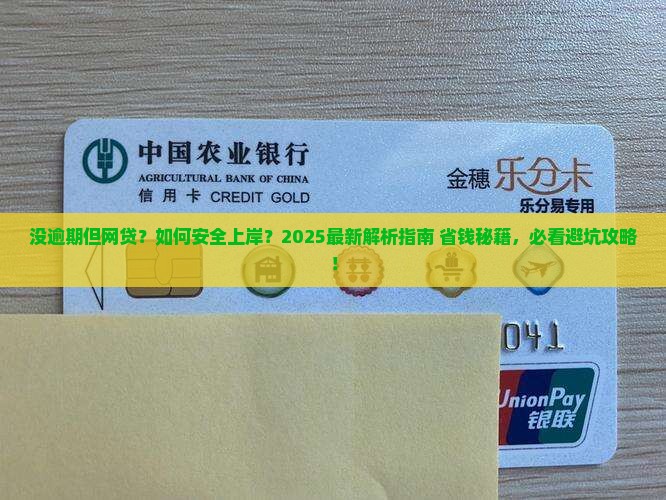 中国农业银行
AGRICULTURAL BANK OF CHINA
信用卡 CREDIT GOLD
金穗 乐分卡
乐分易专用
没逾期但网贷？如何安全上岸？2025最新解析指南 省钱秘籍，必看避坑攻略
！
041
UnionPay
银联